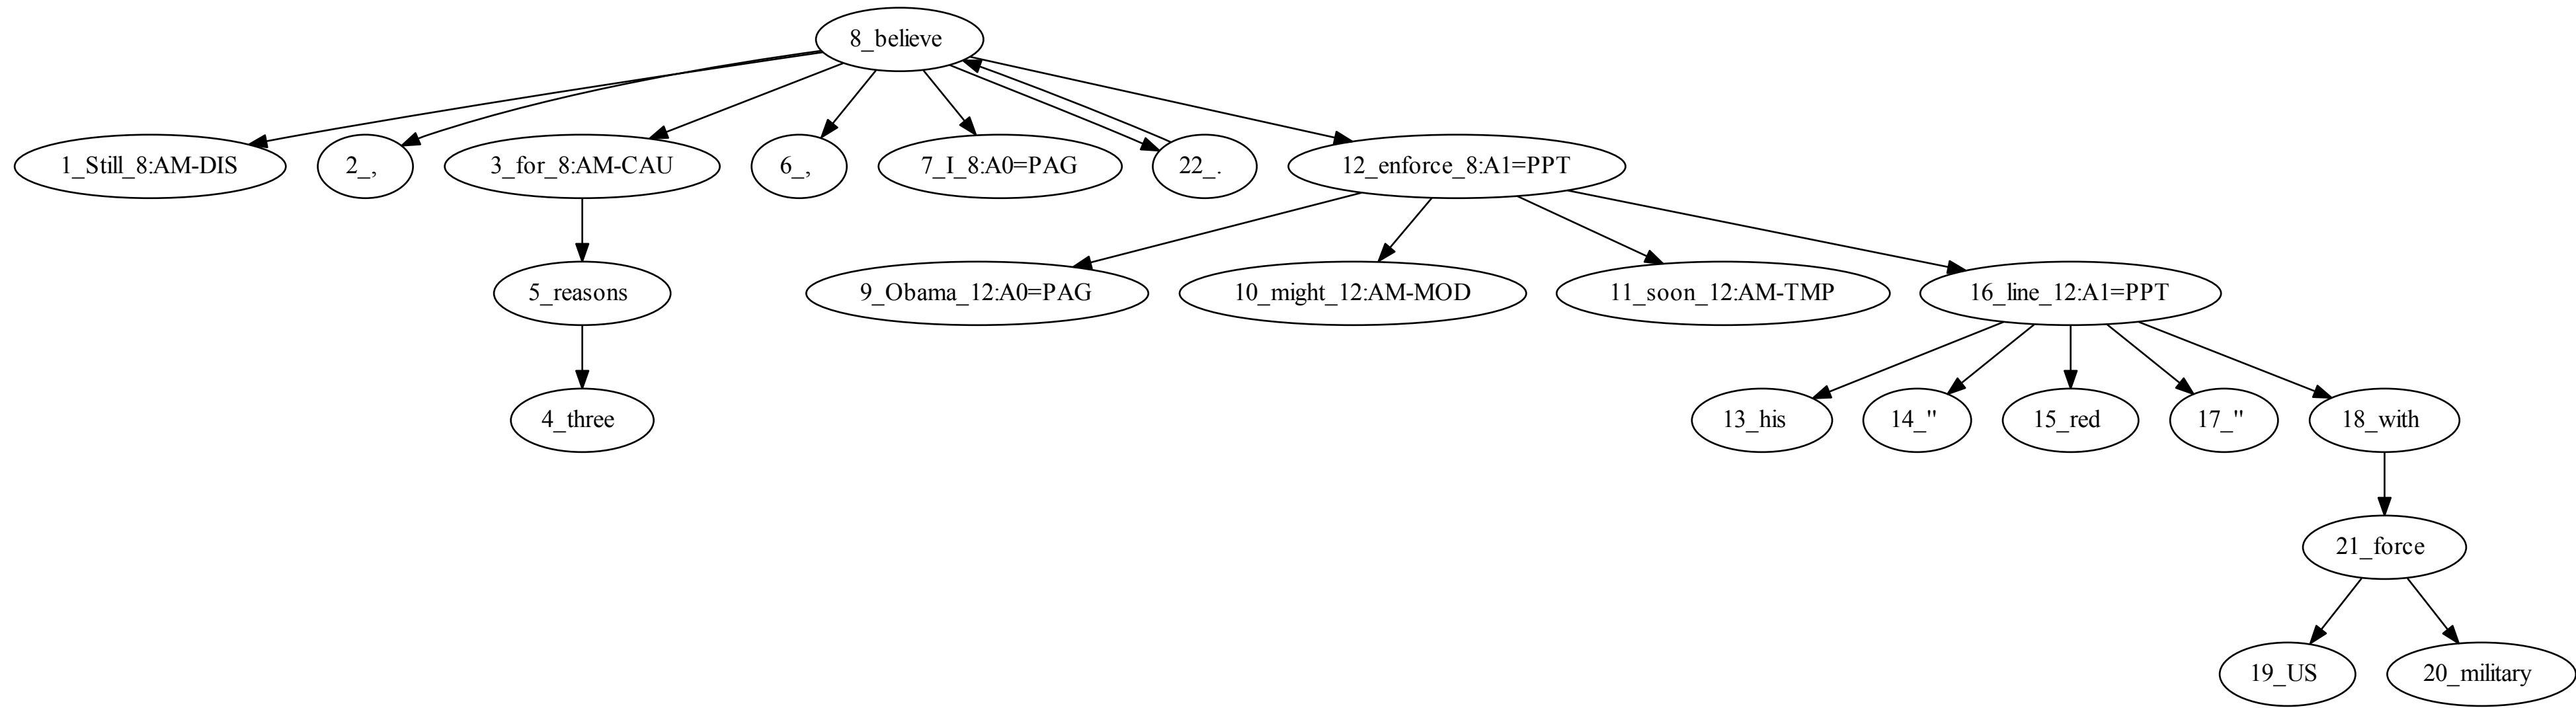 8_believe
1_Still_8:AM-DIS
2_,
3_for_8:AM-CAU
6_,
7_I_8:A0=PAG
22_.
12_enforce_8:A1=PPT
5_reasons
9_Obama_12:A0=PAG
10_might_12:AM-MOD
11_soon_12:AM-TMP
16_line_12:A1=PPT
4_three
13_his
14_"
15_red
17_"
18_with
21_force
19_US
20_military